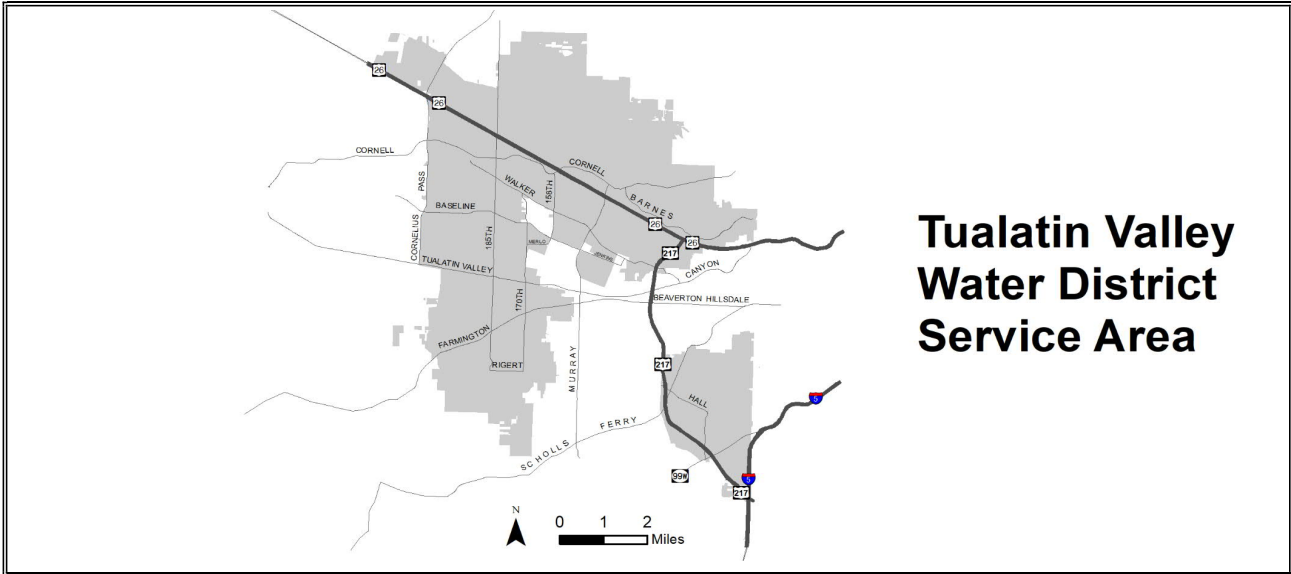 26
26
CORNELL
CORNELL
PASS
WALKER
158TH
BARNES
BASELINE
CORNELIUS
185TH
MERLO
JENKINS
26
26
217
CANYON
TUALATIN VALLEY
170TH
BEAVERTON HILLSDALE
FARMINGTON
RIGERT
MURRAY
217
HALL
5
SCHOLLS FERRY
99W
5
217
N
0 1 2
Miles
Tualatin Valley
Water District
Service Area